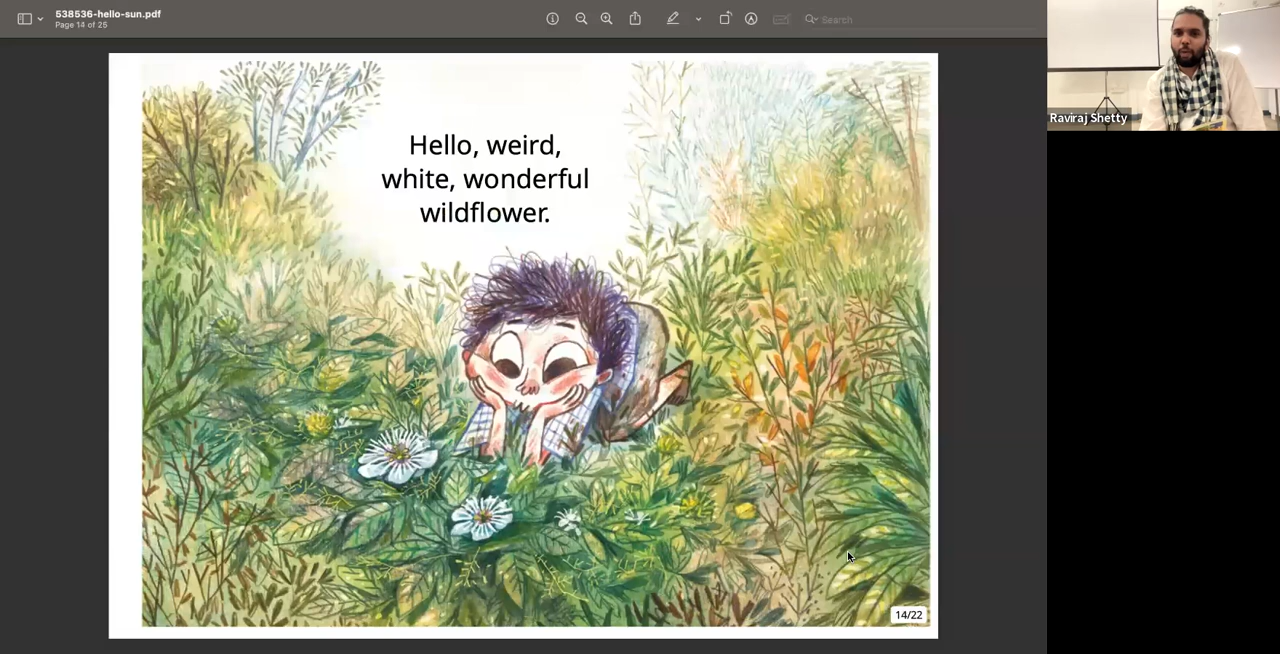 538536-hello-sun.pdf
Page 14 of 25
Search
Raviraj Shetty
Hello, weird,
white, wonderful
wildflower.
14/22